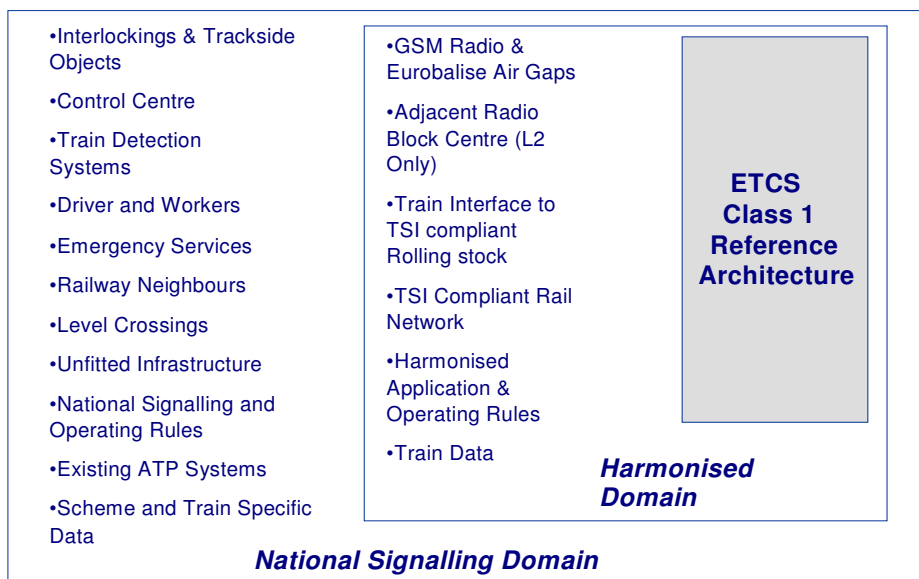 •Interlockings & Trackside
Objects
•Control Centre
•Train Detection
Systems
•Driver and Workers
•Emergency Services
•Railway Neighbours
•Level Crossings
•Unfitted Infrastructure
•National Signalling and
Operating Rules
•Existing ATP Systems
•Scheme and Train Specific
Data
•GSM Radio &
Eurobalise Air Gaps
•Adjacent Radio
Block Centre (L2
Only)
•Train Interface to
TSI compliant
Rolling stock
•TSI Compliant Rail
Network
•Harmonised
Application &
Operating Rules
•Train Data
ETCS
Class 1
Reference
Architecture
Harmonised
Domain
National Signalling Domain